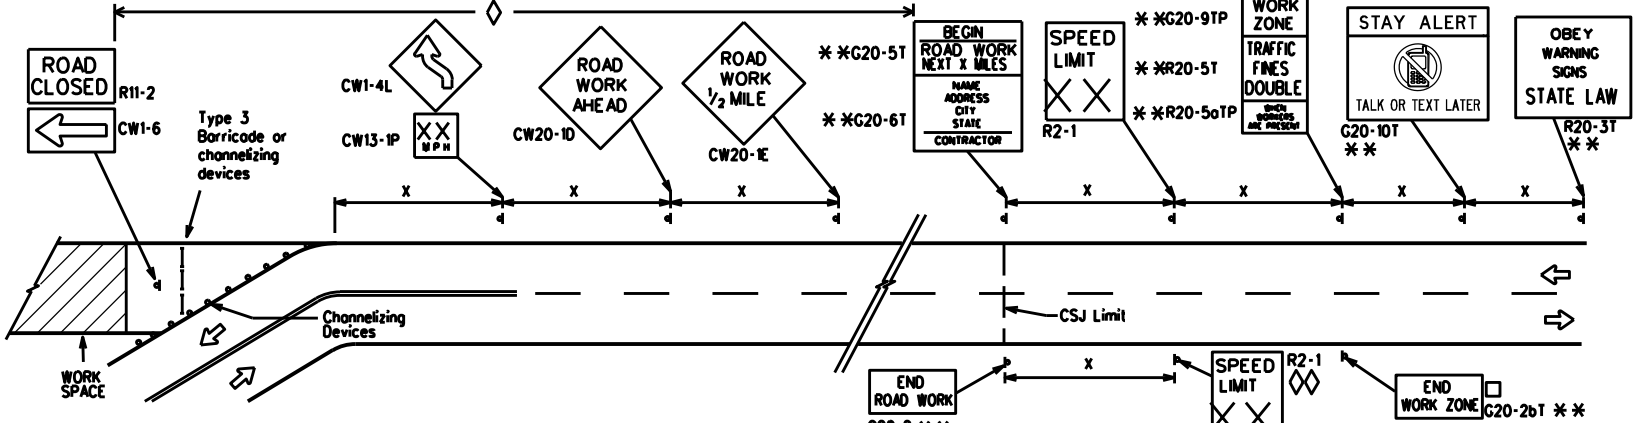 ROAD
CLOSED
R11-2
CW1-6
Type 3
Barricade or
channelizing
devices
CW1-4L
CW13-1P
XX
MPH
ROAD
WORK
AHEAD
CW20-1D
ROAD
WORK
1/2 MILE
CW20-1E
* *G20-5T
* *G20-6T
BEGIN
ROAD WORK
NEXT X MILES
NAME
ADDRESS
CITY
STATE
CONTRACTOR
SPEED
LIMIT
X X
R2-1
* *G20-9TP
* *R20-5T
* *R20-5aTP
WORK
ZONE
TRAFFIC
FINES
DOUBLE
WHEN
WORKERS
ARE PRESENT
STAY ALERT
TALK OR TEXT LATER
G20-10T
* *
OBEY
WARNING
SIGNS
STATE LAW
R20-3T
* *
X
X
X
X
X
X
X
Channelizing
Devices
CSJ Limit
WORK
SPACE
END
ROAD WORK
X
SPEED
LIMIT
X X
R2-1
END
WORK ZONE
G20-2bT * *